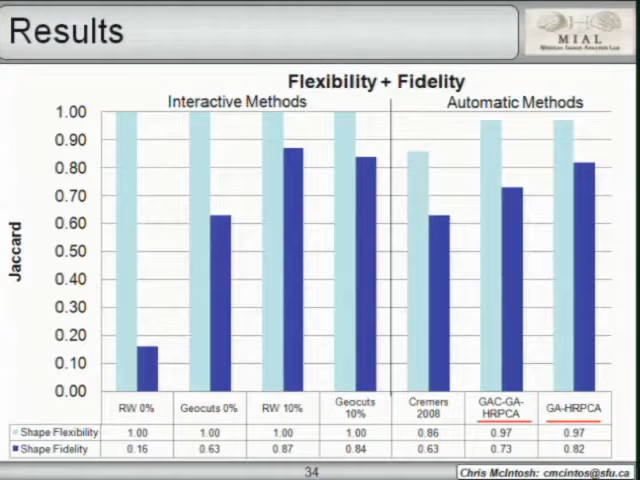 Results
MIAL
Medical Image Analysis Lab
Flexibility + Fidelity
Interactive Methods
Automatic Methods
Jaccard
1.00
0.90
0.80
0.70
0.60
0.50
0.40
0.30
0.20
0.10
0.00
RW 0% Geocuts 0% RW 10% Geocuts 10% Cremers 2008 GAC-GA-HRPCA GA-HRPCA
Shape Flexibility 1.00 1.00 1.00 1.00 0.86 0.97 0.97
Shape Fidelity 0.16 0.63 0.87 0.84 0.63 0.73 0.82
34
Chris McIntosh: cmcintos@sfu.ca